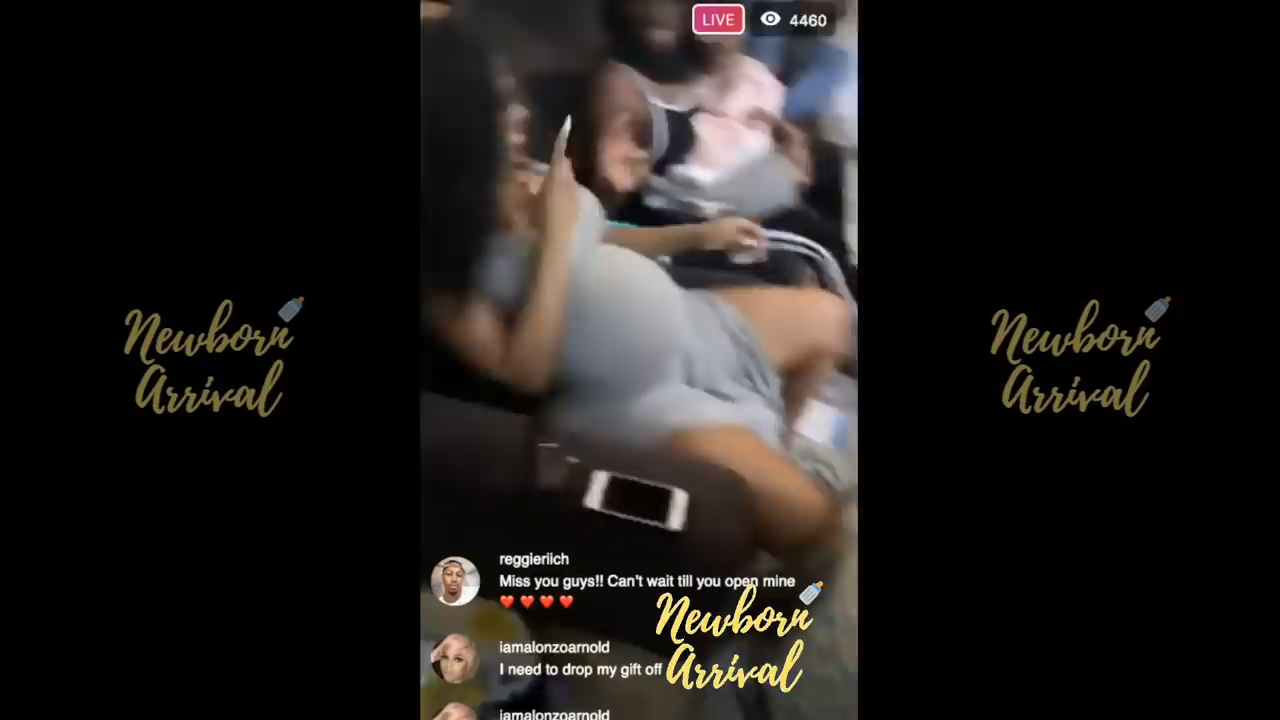 LIVE 4460
Newborn
Arrival
Newborn
Arrival
reggieriich
Miss you guys!! Can't wait till you open mine
❤️ ❤️ ❤️ ❤️
Newborn
Arrival
iamalonzoarnold
I need to drop my gift off
iamalonzoarnold